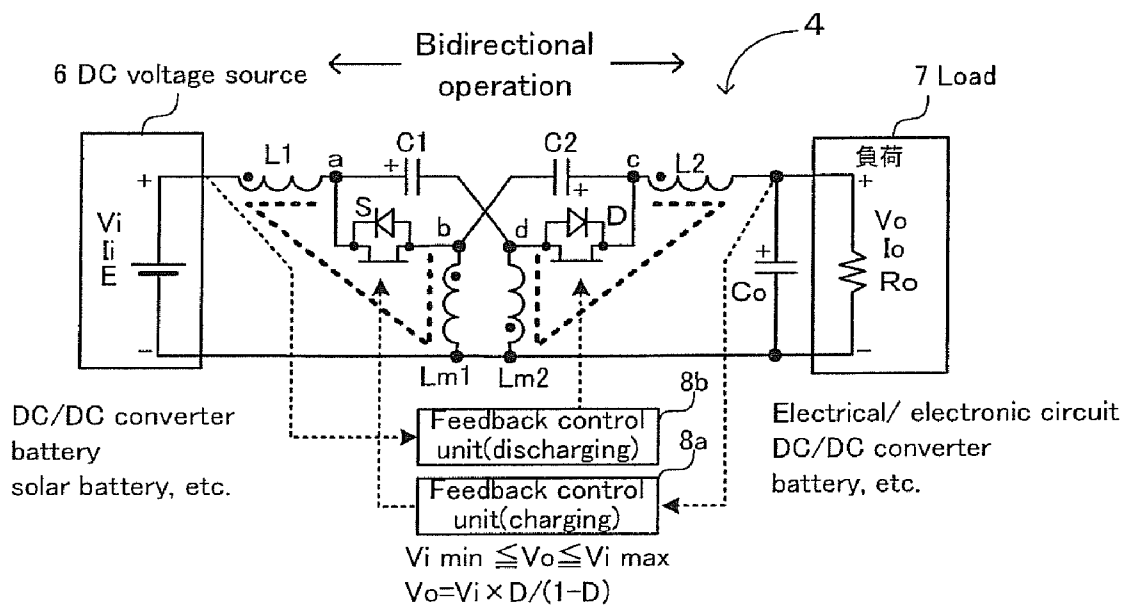 Bidirectional
operation
4
6 DC voltage source
7 Load
負荷
L1
a
C1
C2
c
L2
+
+
+
+
+
S
b
d
D
Vi
Ii
E
Vo
Io
Ro
Co
−
−
Lm1
Lm2
8b
Feedback control
unit(discharging)
8a
Feedback control
unit(charging)
DC/DC converter
battery
solar battery, etc.
Electrical/ electronic circuit
DC/DC converter
battery, etc.
Vi min ≦Vo≦Vi max
Vo=Vi×D/(1-D)